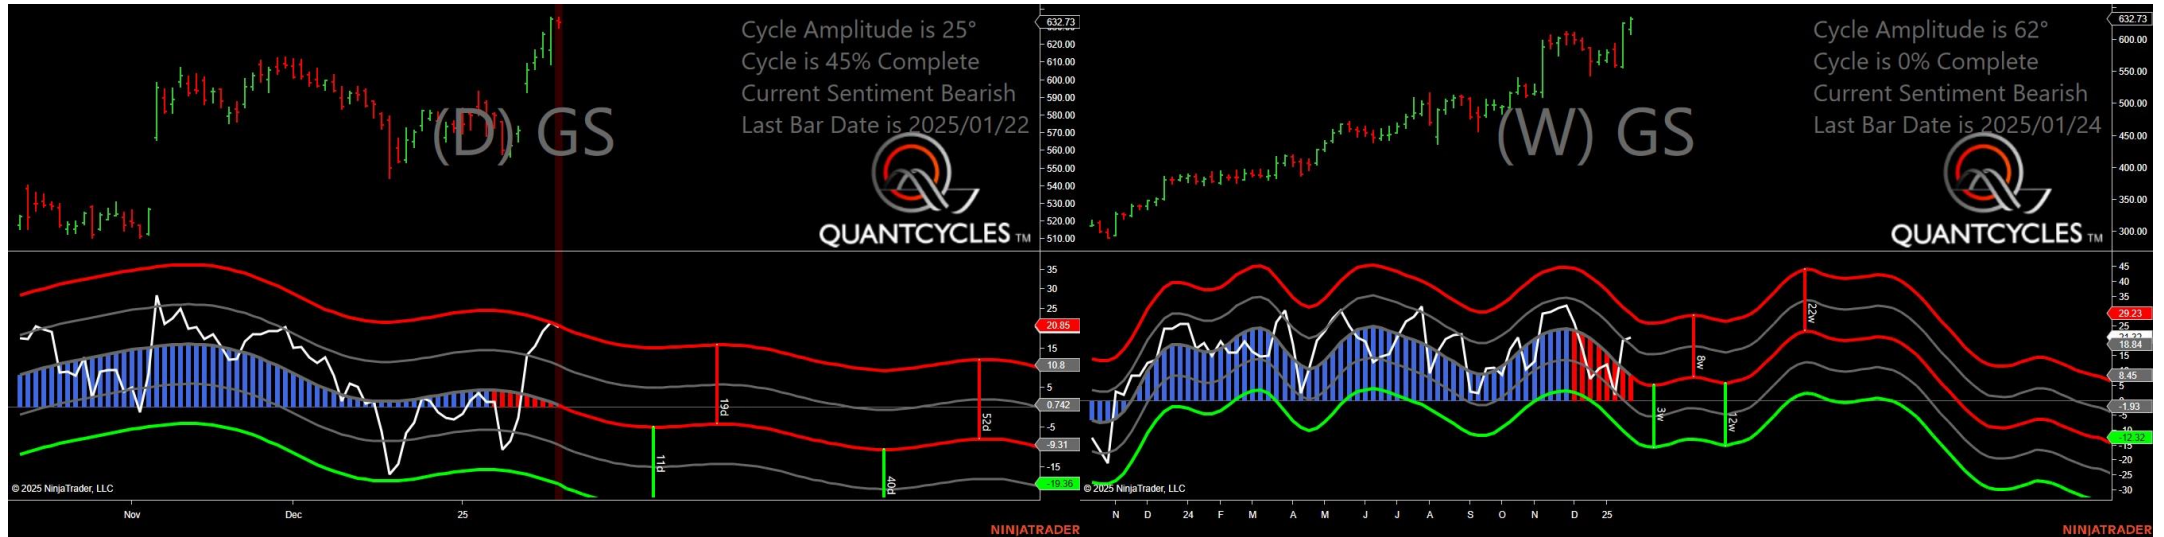 Cycle Amplitude is 25°
Cycle is 45% Complete
Current Sentiment Bearish
Last Bar Date is 2025/01/22
(D) GS
QUANTCYCLES TM
632.73
620.00
610.00
600.00
590.00
580.00
570.00
560.00
550.00
540.00
530.00
520.00
510.00
35
30
25
20.85
15
10.8
5
0.742
-5
-9.31
-15
-19.36
11d
19d
40d
52d
© 2025 NinjaTrader, LLC
Nov
Dec
25
NINJATRADER
Cycle Amplitude is 62°
Cycle is 0% Complete
Current Sentiment Bearish
Last Bar Date is 2025/01/24
(W) GS
QUANTCYCLES TM
632.73
600.00
550.00
500.00
450.00
400.00
350.00
300.00
45
40
35
29.23
25
18.84
15
8.45
-1.93
-5
-12.32
-15
-20
-25
-30
3w
8w
12w
22w
© 2025 NinjaTrader, LLC
N D 24 F M A M J J A S O N D 25
NINJATRADER